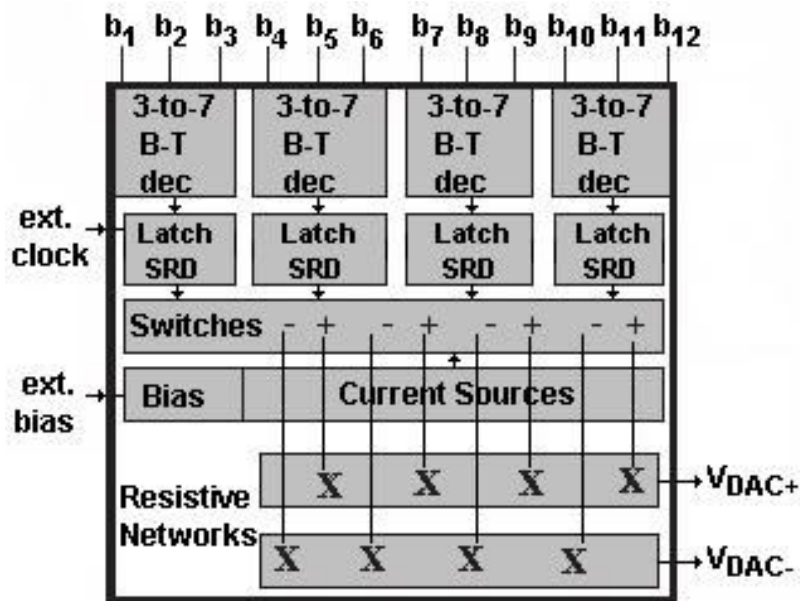 b1 b2 b3 b4 b5 b6 b7 b8 b9 b10 b11 b12
3-to-7 B-T dec
3-to-7 B-T dec
3-to-7 B-T dec
3-to-7 B-T dec
ext. clock
Latch SRD
Latch SRD
Latch SRD
Latch SRD
Switches - + - + - + - +
ext. bias
Bias
Current Sources
Resistive Networks
X X X X
VDAC+
X X X X
VDAC-